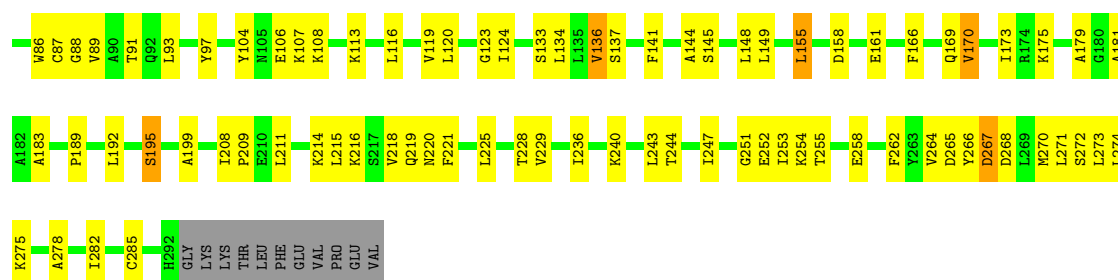 W86 C87 G88 V89 A90 T91 Q92 L93 Y97 Y104 N105 E106 K107 K108 K113 L116 V119 L120 G123 I124 S133 L134 L135 V136 S137 F141 A144 S145 L148 L149 L155 D158 E161 F166 Q169 V170 I173 R174 K175 A179 G180 A181
A182 A183 P189 L192 S195 A199 I208 P209 E210 L211 K214 L215 K216 S217 V218 Q219 N220 F221 L225 T228 V229 I236 K240 L243 T244 I247 G251 E252 I253 K254 T255 E258 F262 Y263 V264 D265 Y266 D267 D268 L269 M270 L271 S272 L273 L274
K275 A278 I282 C285 H292 GLY LYS LYS THR LEU PHE GLU VAL PRO GLU VAL